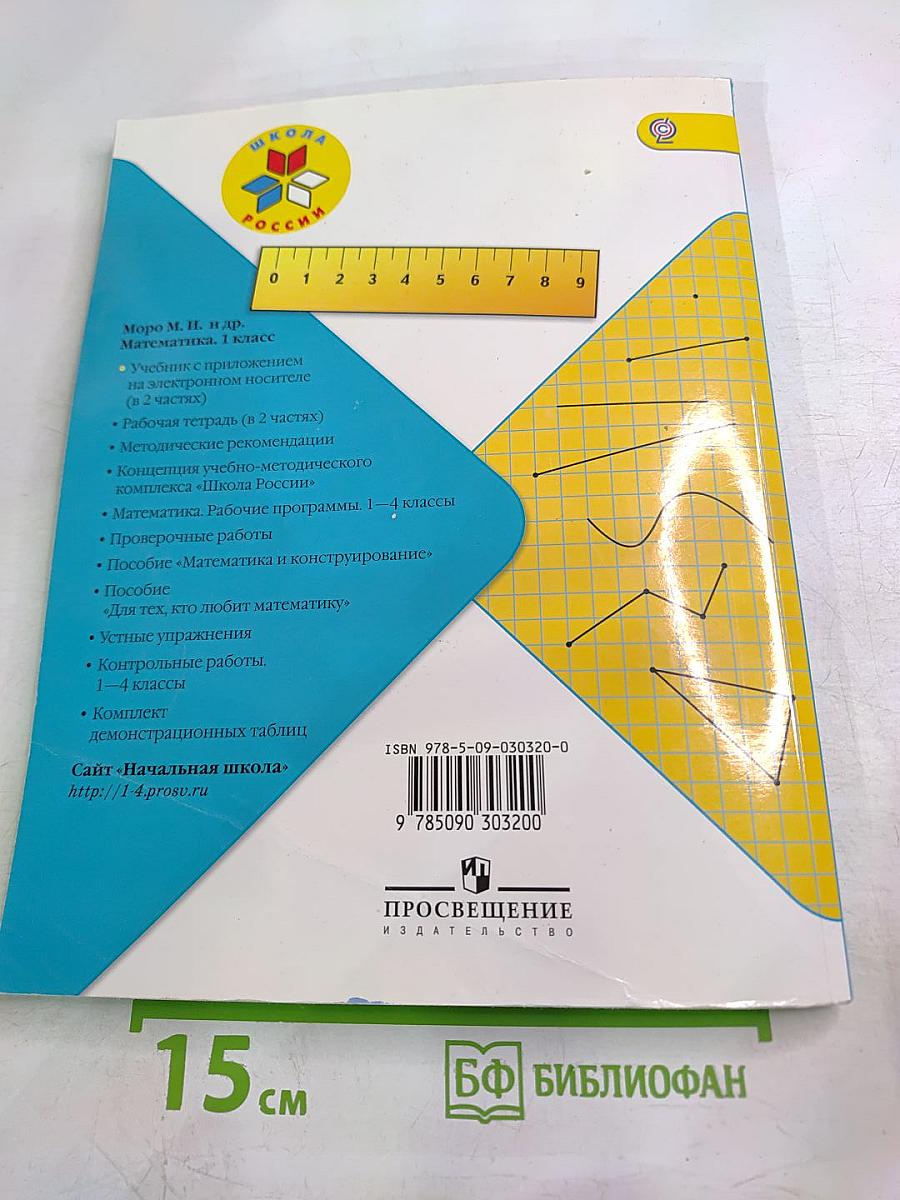 ШКОЛА
РОССИИ
0 1 2 3 4 5 6 7 8 9
Моро М. И. и др.
Математика. 1 класс
• Учебник с приложением
на электронном носителе
(в 2 частях)
• Рабочая тетрадь (в 2 частях)
• Методические рекомендации
• Концепция учебно-методического
комплекса «Школа России»
• Математика. Рабочие программы. 1—4 классы
• Проверочные работы
• Пособие «Математика и конструирование»
• Пособие
«Для тех, кто любит математику»
• Устные упражнения
• Контрольные работы.
1—4 классы
• Комплект
демонстрационных таблиц
Сайт «Начальная школа»
http://1-4.prosv.ru
ISBN 978-5-09-030320-0
9 785090 303200
ИП
ПРОСВЕЩЕНИЕ
ИЗДАТЕЛЬСТВО
15 см
БФ БИБЛИОФАН